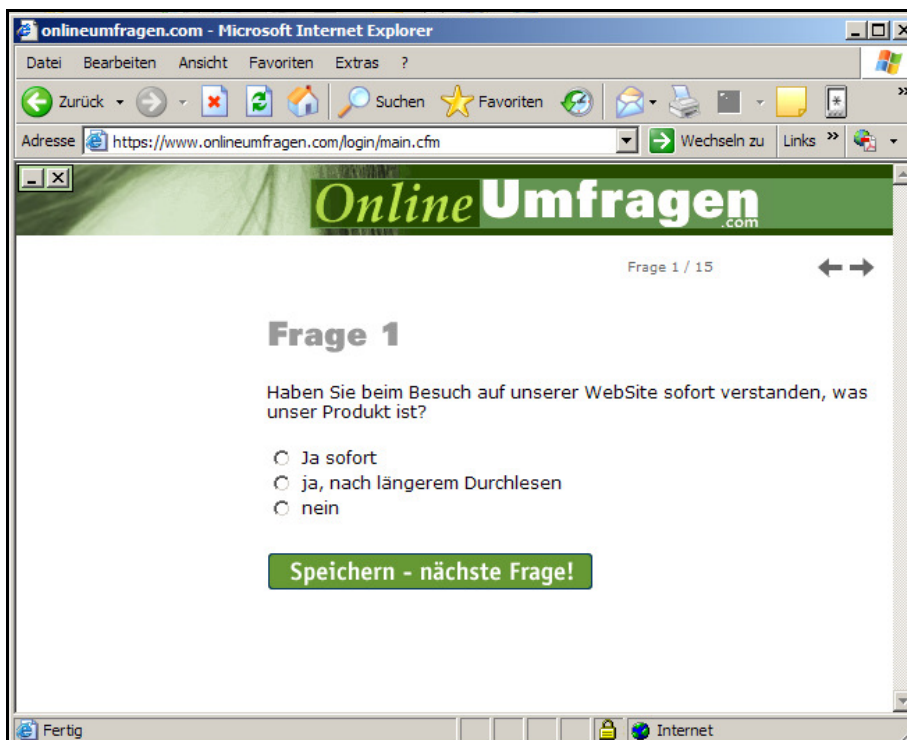 onlineumfragen.com - Microsoft Internet Explorer
Datei Bearbeiten Ansicht Favoriten Extras ?
Zurück Suchen Favoriten »
Adresse https://www.onlineumfragen.com/login/main.cfm Wechseln zu Links »
Online Umfragen .com
Frage 1 / 15
Frage 1
Haben Sie beim Besuch auf unserer WebSite sofort verstanden, was
unser Produkt ist?
Ja sofort
ja, nach längerem Durchlesen
nein
Speichern - nächste Frage!
Fertig Internet